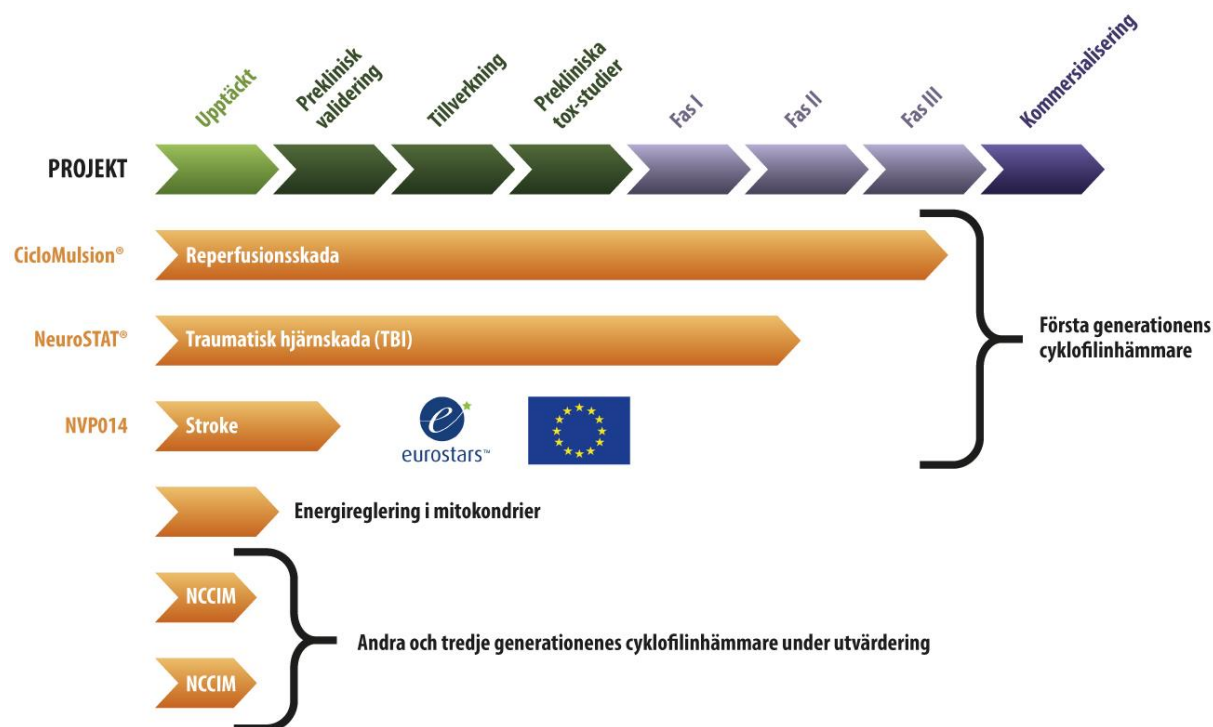 Upptäckt
Preklinisk
validering
Tillverkning
Prekliniska
tox-studier
Fas I
Fas II
Fas III
Kommersialisering
PROJEKT
CicloMulsion®
Reperfusionsskada
NeuroSTAT®
Traumatisk hjärnskada (TBI)
Första generationens
cyklofilinhämmare
NVP014
Stroke
e
eurostars™
Energireglering i mitokondrier
NCCIM
Andra och tredje generationenes cyklofilinhämmare under utvärdering
NCCIM